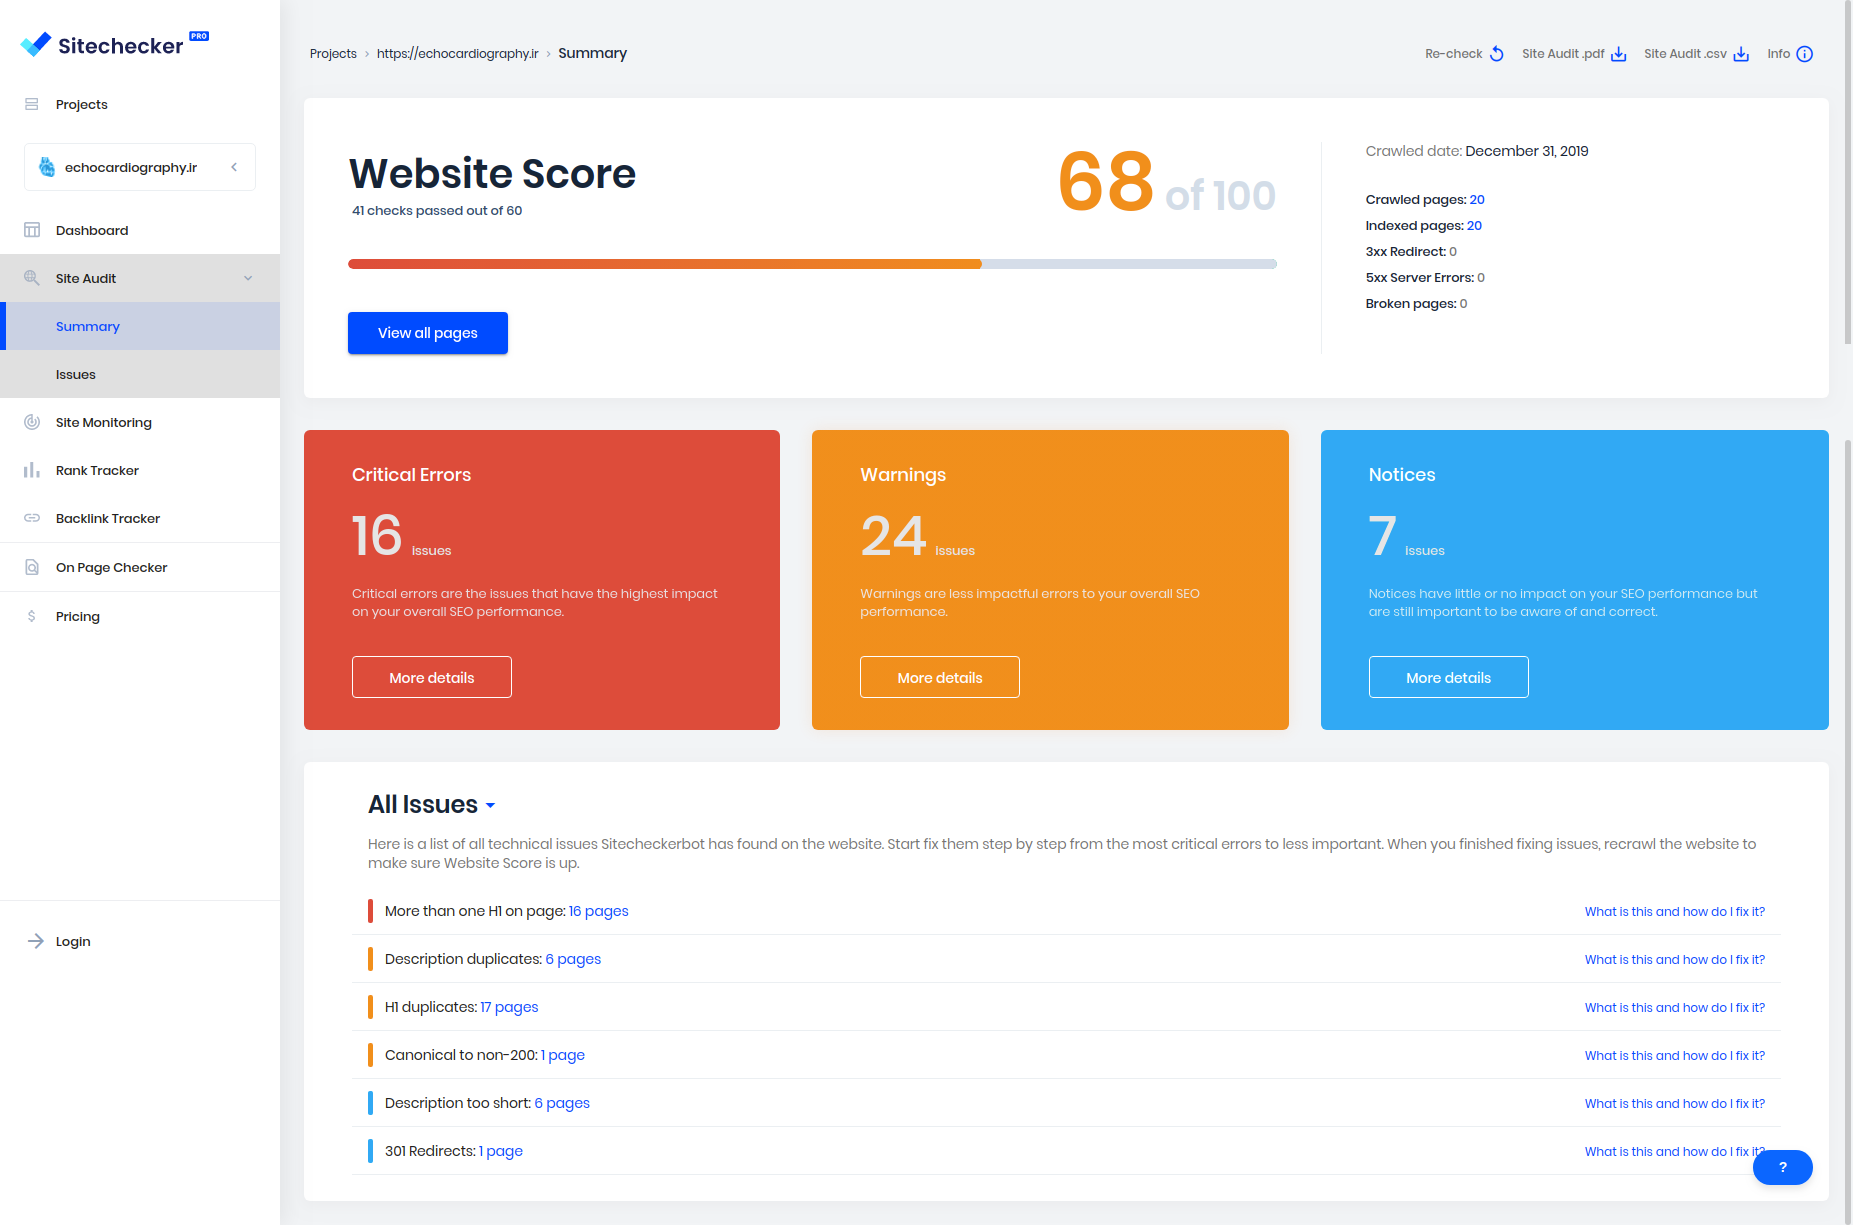 Sitechecker PRO
Projects
echocardiography.ir
Dashboard
Site Audit
Summary
Issues
Site Monitoring
Rank Tracker
Backlink Tracker
On Page Checker
Pricing
Login
Projects › https://echocardiography.ir › Summary
Re-check Site Audit .pdf Site Audit .csv Info
Website Score
41 checks passed out of 60
68 of 100
View all pages
Crawled date: December 31, 2019
Crawled pages: 20
Indexed pages: 20
3xx Redirect: 0
5xx Server Errors: 0
Broken pages: 0
Critical Errors
16 Issues
Critical errors are the issues that have the highest impact
on your overall SEO performance.
More details
Warnings
24 Issues
Warnings are less impactful errors to your overall SEO
performance.
More details
Notices
7 Issues
Notices have little or no impact on your SEO performance but
are still important to be aware of and correct.
More details
All Issues
Here is a list of all technical issues Sitecheckerbot has found on the website. Start fix them step by step from the most critical errors to less important. When you finished fixing issues, recrawl the website to
make sure Website Score is up.
More than one H1 on page: 16 pages What is this and how do I fix it?
Description duplicates: 6 pages What is this and how do I fix it?
H1 duplicates: 17 pages What is this and how do I fix it?
Canonical to non-200: 1 page What is this and how do I fix it?
Description too short: 6 pages What is this and how do I fix it?
301 Redirects: 1 page What is this and how do I fix it?
?